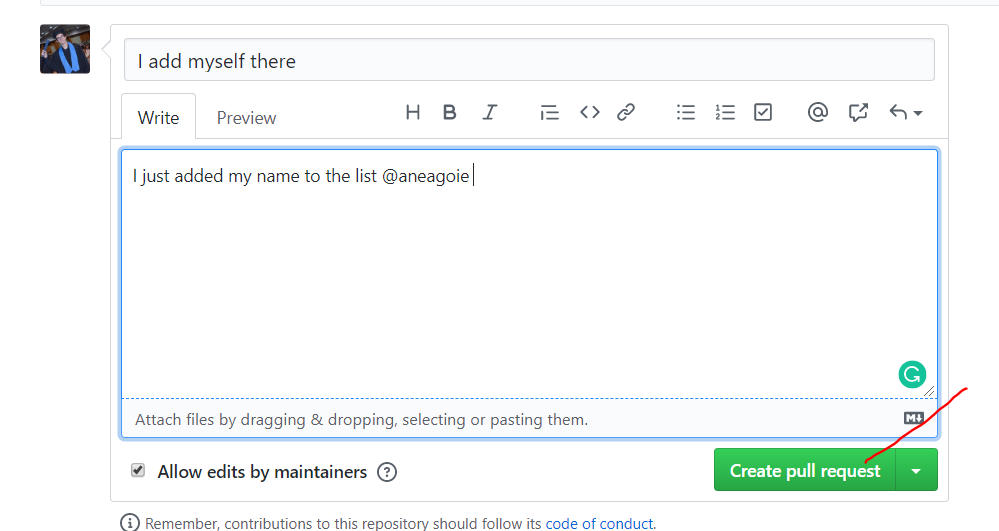 I add myself there
Write Preview
I just added my name to the list @aneagoie
Attach files by dragging & dropping, selecting or pasting them.
Allow edits by maintainers
Create pull request
Remember, contributions to this repository should follow its code of conduct.